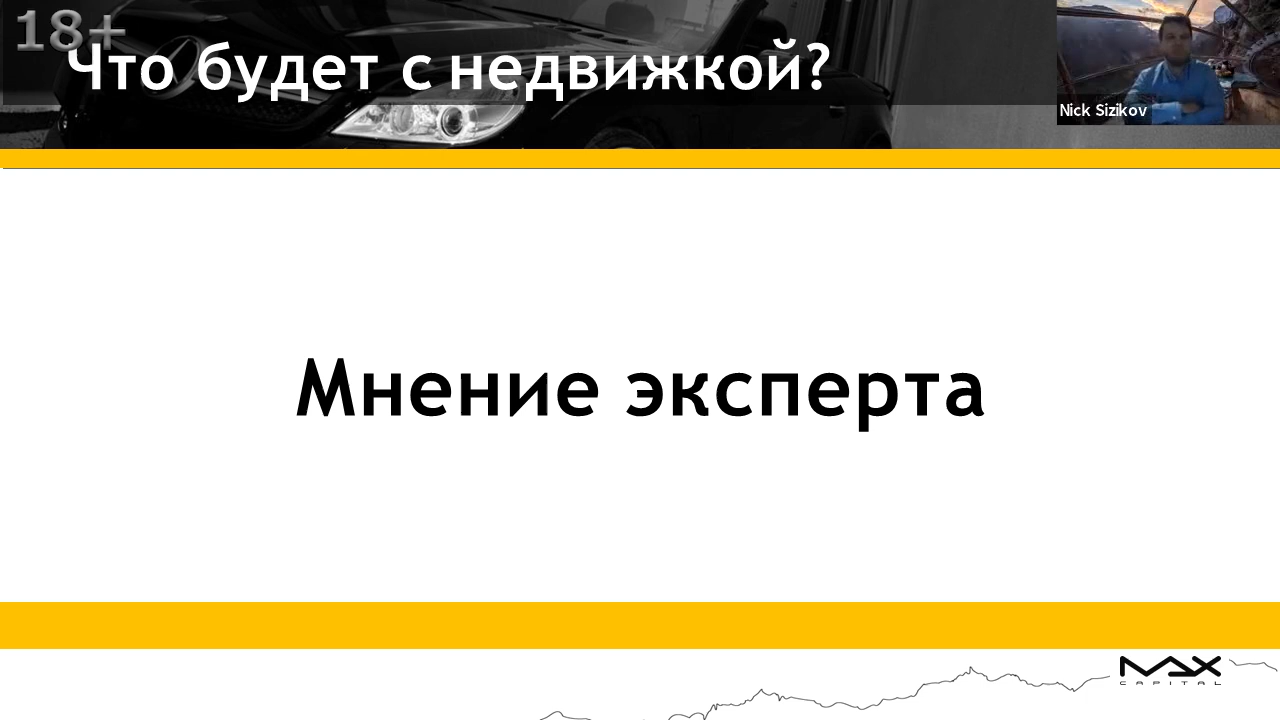 18+
Что будет с недвижкой?
Nick Sizikov
Мнение эксперта
MAX
CAPITAL